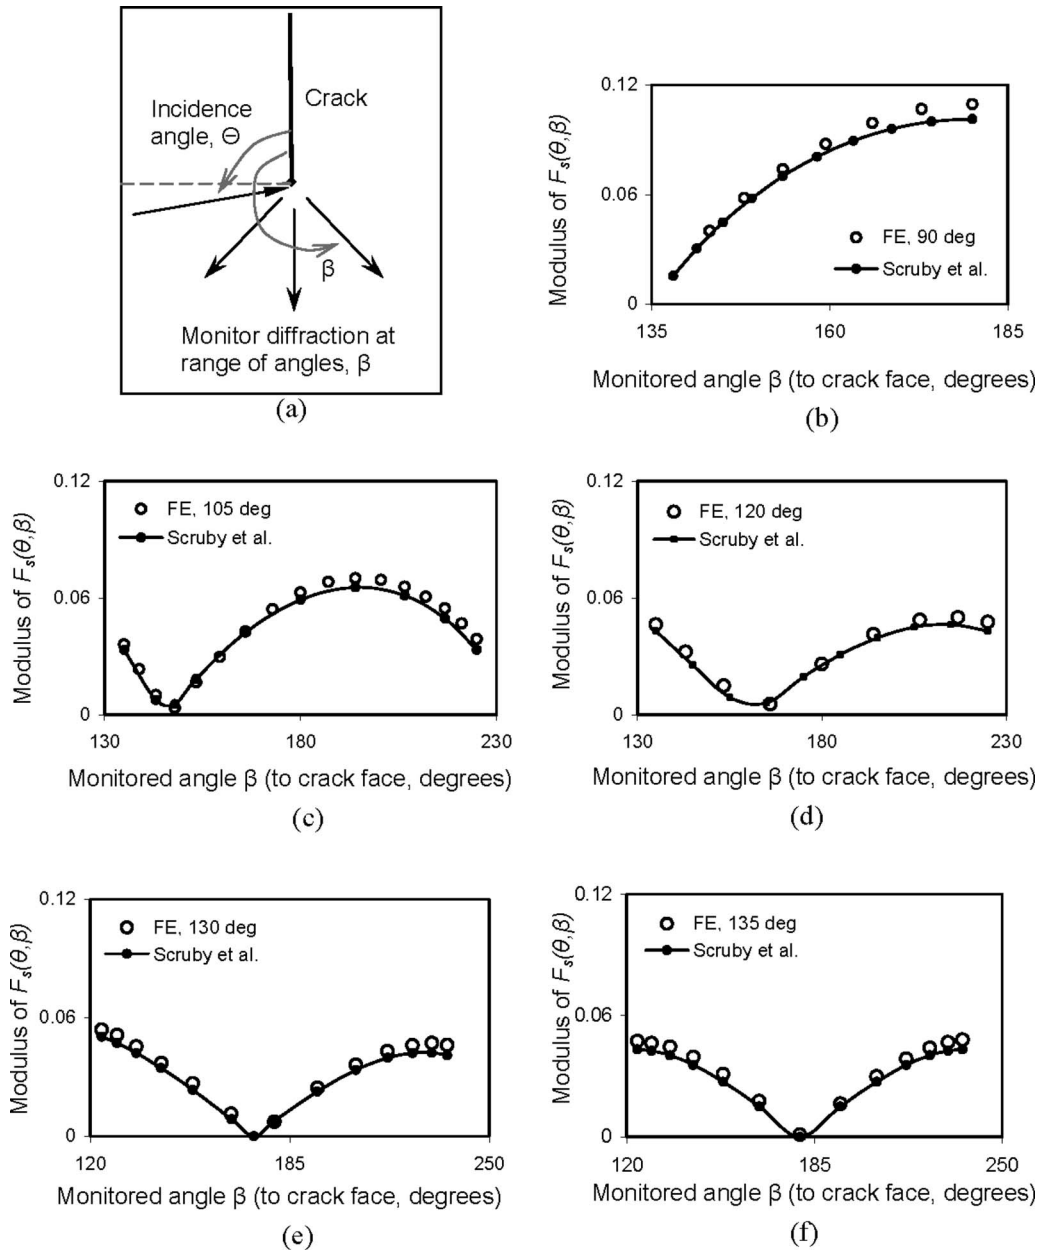 Incidence
angle, Θ
Crack
β
Monitor diffraction at
range of angles, β
(a)
Modulus of Fs(θ,β)
0.12
0.06
0
FE, 90 deg
Scruby et al.
135
160
185
Monitored angle β (to crack face, degrees)
(b)
Modulus of Fs(θ,β)
0.12
0.06
0
FE, 105 deg
Scruby et al.
130
180
230
Monitored angle β (to crack face, degrees)
(c)
Modulus of Fs(θ,β)
0.12
0.06
0
FE, 120 deg
Scruby et al.
130
180
230
Monitored angle β (to crack face, degrees)
(d)
Modulus of Fs(θ,β)
0.12
0.06
0
FE, 130 deg
Scruby et al.
120
185
250
Monitored angle β (to crack face, degrees)
(e)
Modulus of Fs(θ,β)
0.12
0.06
0
FE, 135 deg
Scruby et al.
120
185
250
Monitored angle β (to crack face, degrees)
(f)